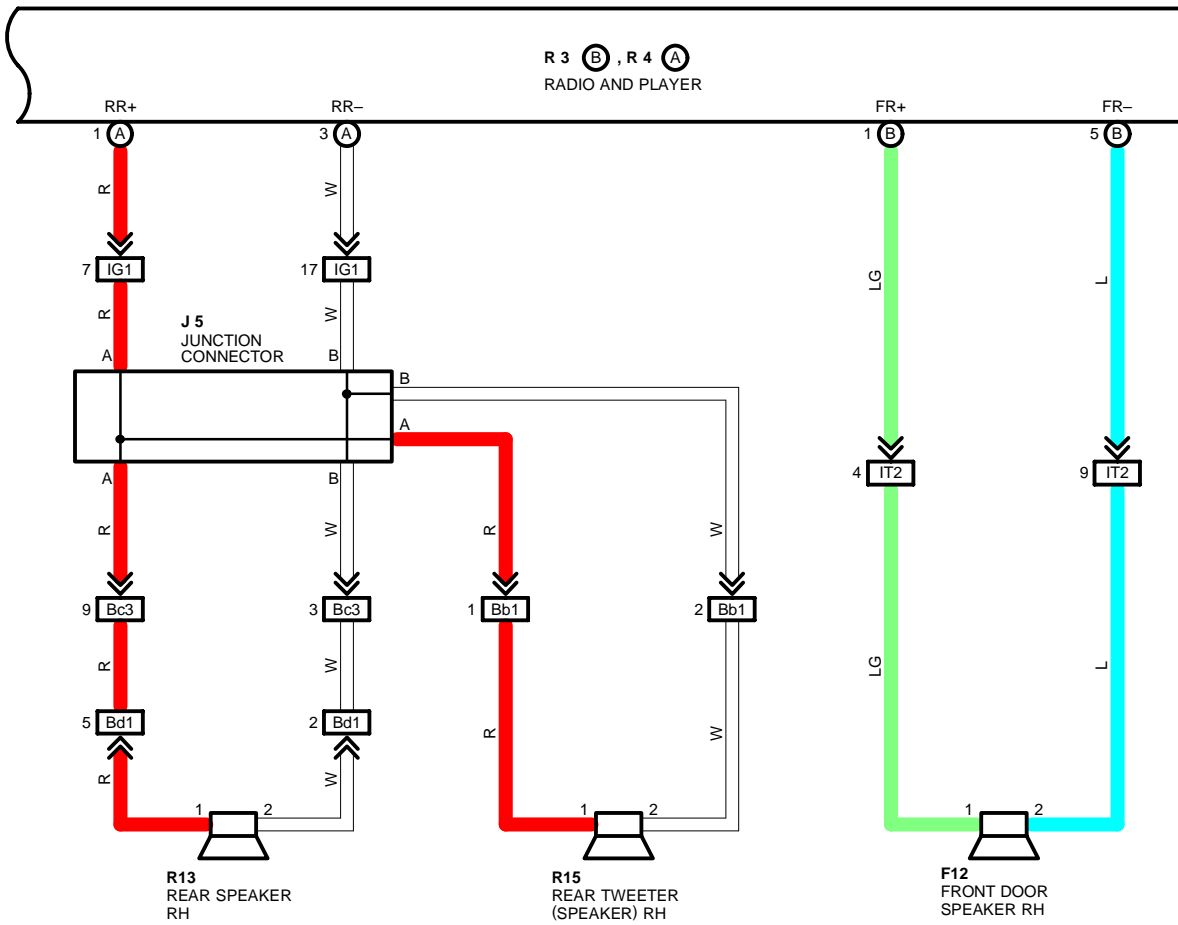 R 3 B , R 4 A
RADIO AND PLAYER
RR+ RR– FR+ FR–
1 A 3 A 1 B 5 B
R W
7 IG1 17 IG1
LG L
R W
J 5
JUNCTION
CONNECTOR
A B
B
A
4 IT2 9 IT2
A B
R W R W
9 Bc3 3 Bc3 1 Bb1 2 Bb1
R W LG L
5 Bd1 2 Bd1
R W
R W
1 2 1 2 1 2
R13
REAR SPEAKER
RH
R15
REAR TWEETER
(SPEAKER) RH
F12
FRONT DOOR
SPEAKER RH